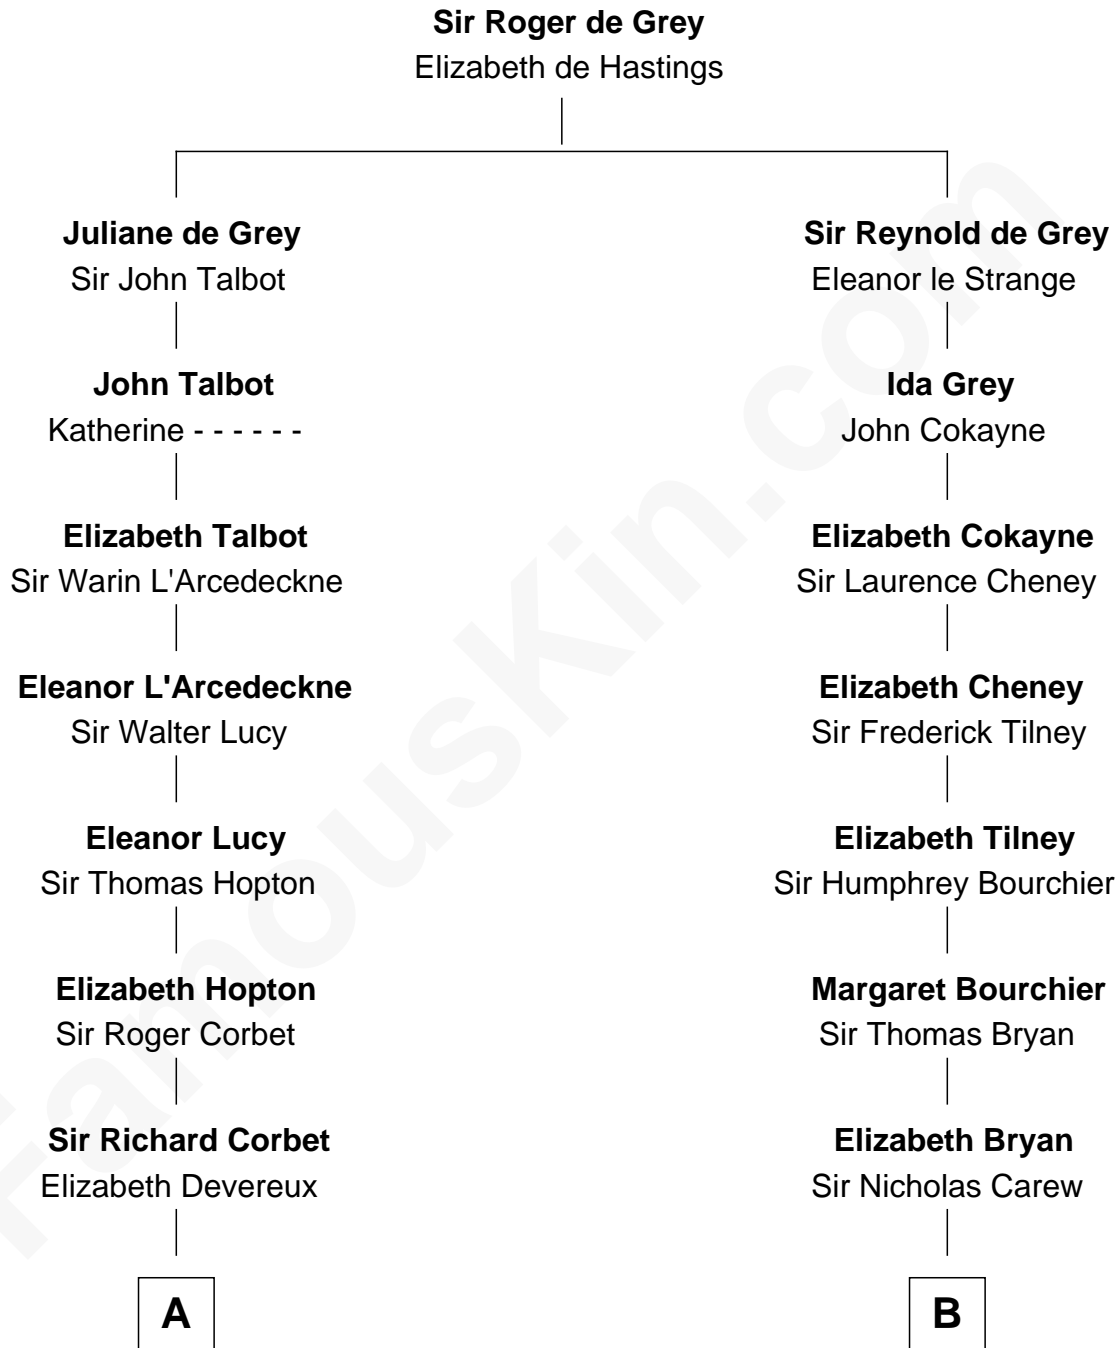 Sir Roger de Grey
Elizabeth de Hastings
Juliane de Grey
Sir John Talbot
Sir Reynold de Grey
Eleanor le Strange
John Talbot
Katherine - - - - - -
Ida Grey
John Cokayne
Elizabeth Talbot
Sir Warin L'Arcedeckne
Elizabeth Cokayne
Sir Laurence Cheney
Eleanor L'Arcedeckne
Sir Walter Lucy
Elizabeth Cheney
Sir Frederick Tilney
Eleanor Lucy
Sir Thomas Hopton
Elizabeth Tilney
Sir Humphrey Bourchier
Elizabeth Hopton
Sir Roger Corbet
Margaret Bourchier
Sir Thomas Bryan
Sir Richard Corbet
Elizabeth Devereux
Elizabeth Bryan
Sir Nicholas Carew
A
B
FamousKin.com